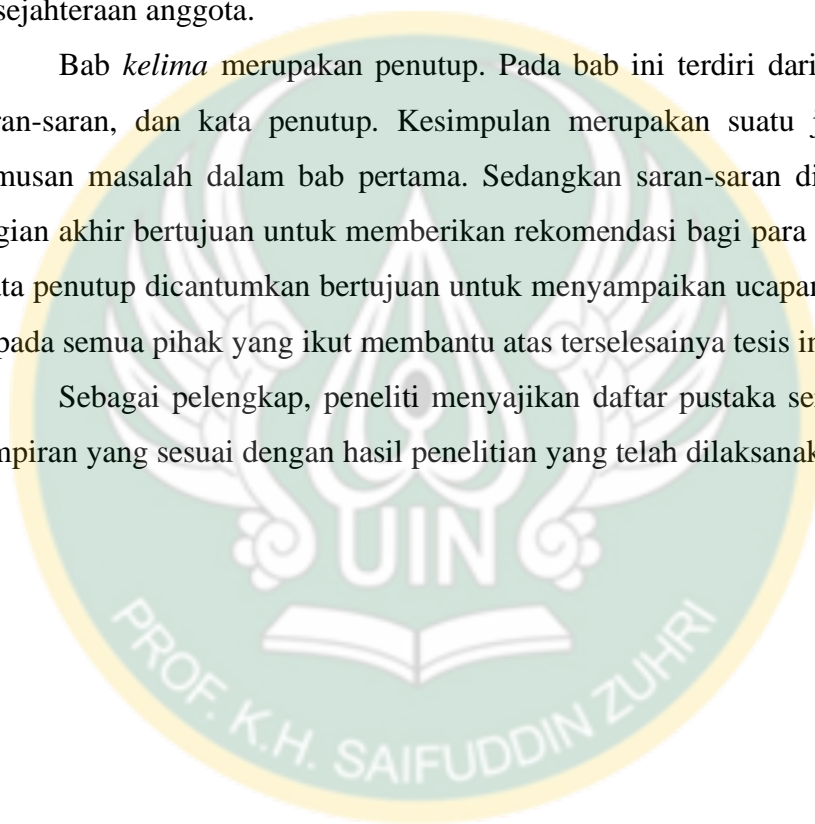 sejahteraan anggota.
Bab kelima merupakan penutup. Pada bab ini terdiri dari
ran-saran, dan kata penutup. Kesimpulan merupakan suatu j
musan masalah dalam bab pertama. Sedangkan saran-saran di
gian akhir bertujuan untuk memberikan rekomendasi bagi para
ta penutup dicantumkan bertujuan untuk menyampaikan ucapan
pada semua pihak yang ikut membantu atas terselesainya tesis in
Sebagai pelengkap, peneliti menyajikan daftar pustaka se
mpiran yang sesuai dengan hasil penelitian yang telah dilaksanak
UIN
PROF. K.H. SAIFUDDIN ZUHRI